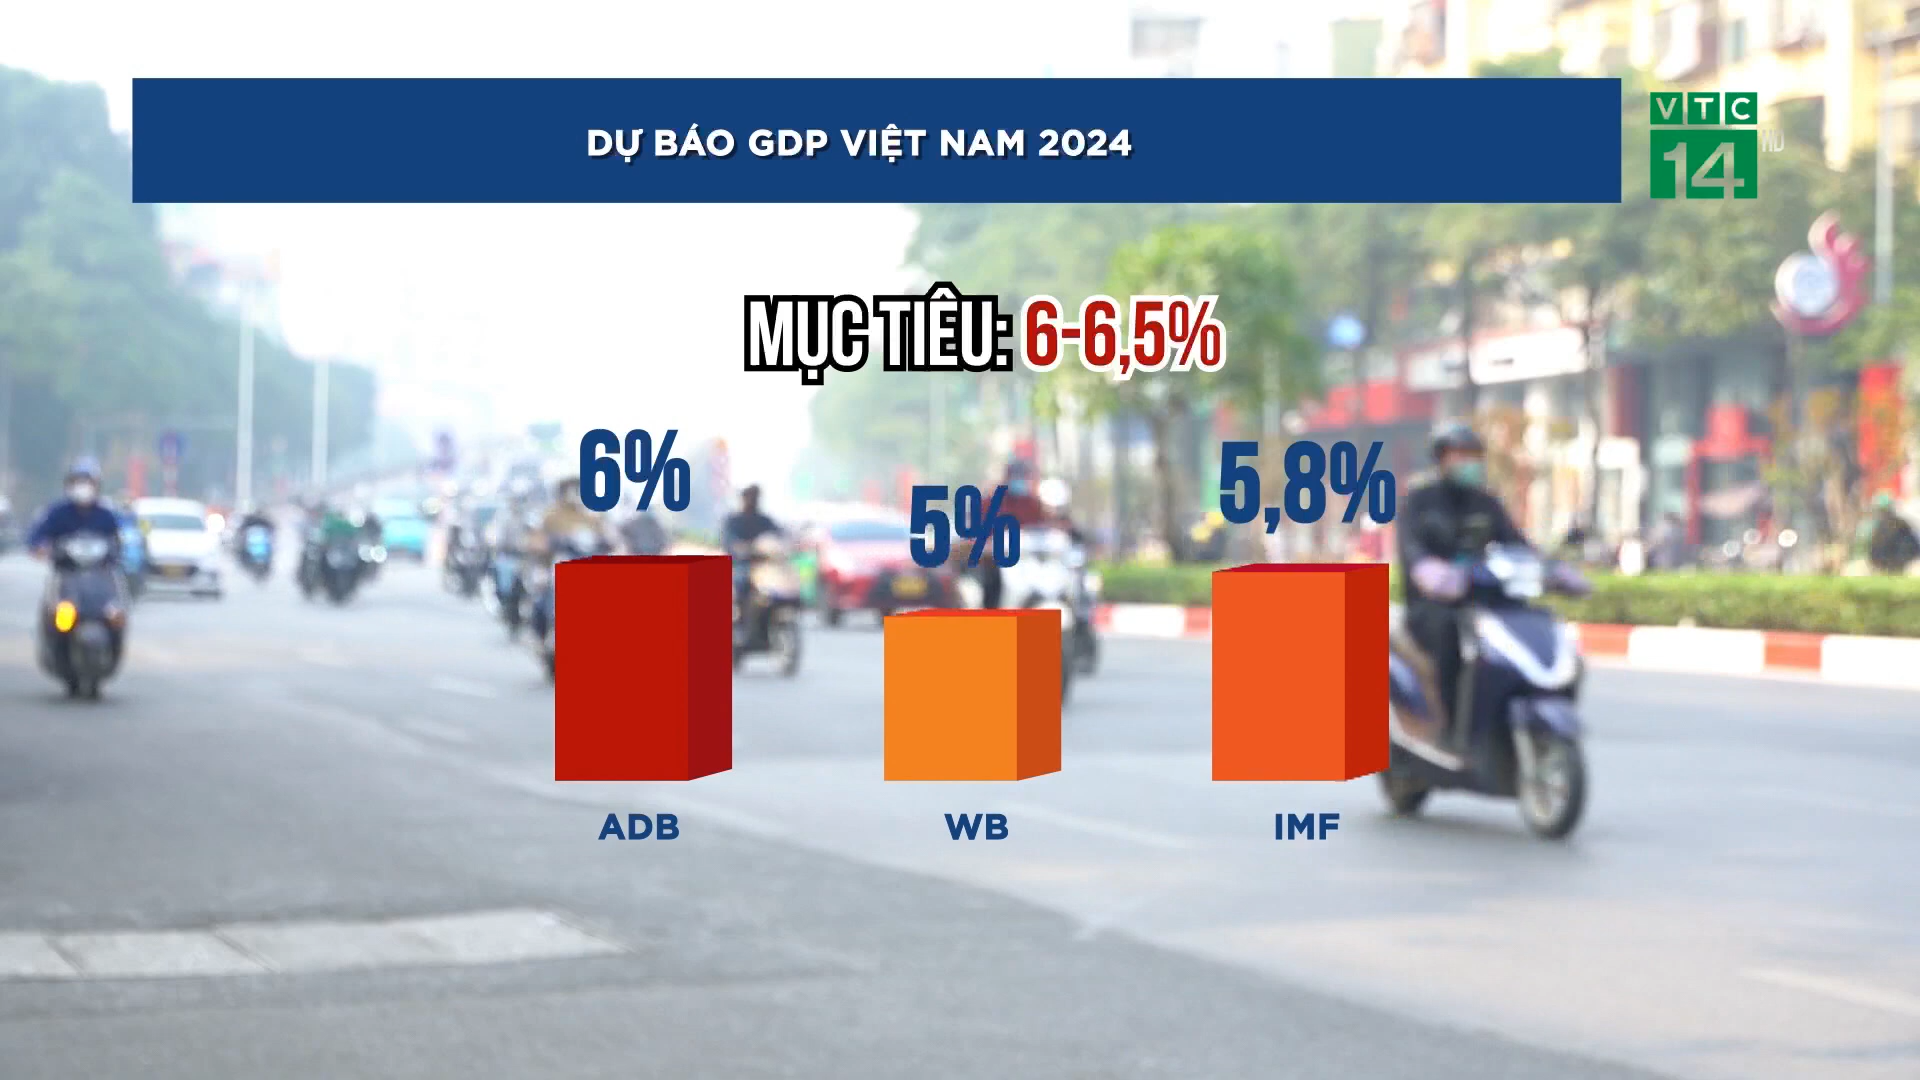 DỰ BÁO GDP VIỆT NAM 2024
VTC
14
HD
MỤC TIÊU: 6-6,5%
6%
5%
5,8%
ADB
WB
IMF